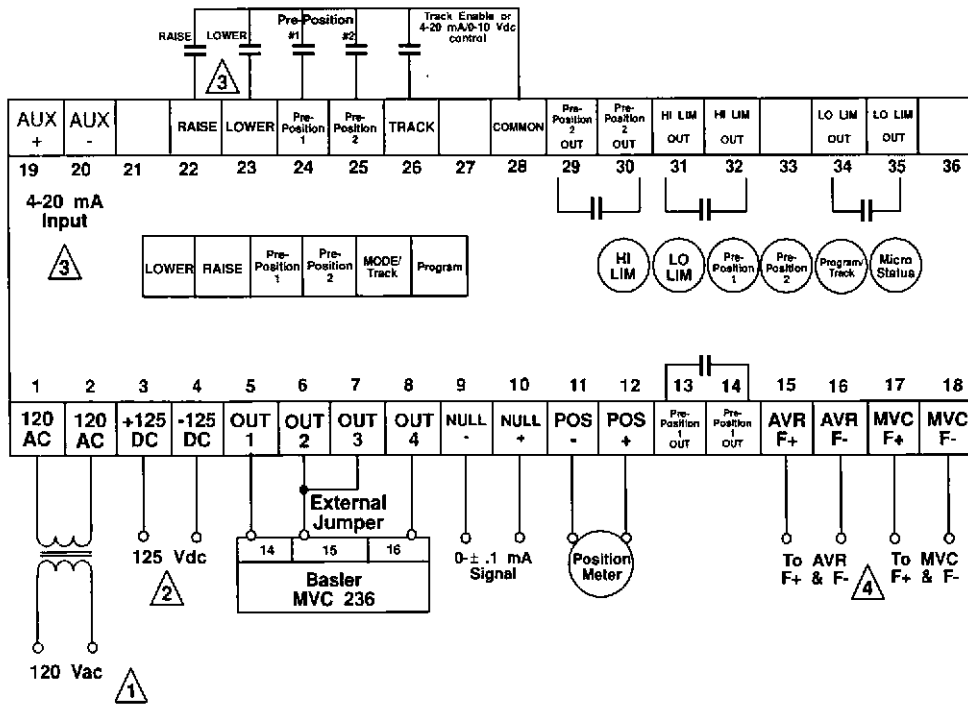 Track Enable or
4-20 mA/0-10 Vdc
control
Pre-Position
RAISE LOWER #1 #2
3
AUX + AUX - RAISE LOWER Pre-Position 1 Pre-Position 2 TRACK COMMON Pre-Position 2 OUT Pre-Position 2 OUT HI LIM OUT HI LIM OUT LO LIM OUT LO LIM OUT
19 20 21 22 23 24 25 26 27 28 29 30 31 32 33 34 35 36
4-20 mA
Input
3
LOWER RAISE Pre-Position 1 Pre-Position 2 MODE/Track Program
HI LIM LO LIM Pre-Position 1 Pre-Position 2 Program/Track Micro Status
1 2 3 4 5 6 7 8 9 10 11 12 13 14 15 16 17 18
120 AC 120 AC +125 DC -125 DC OUT 1 OUT 2 OUT 3 OUT 4 NULL - NULL + POS - POS + Pre-Position 1 OUT Pre-Position 1 OUT AVR F+ AVR F- MVC F+ MVC F-
External
Jumper
125 Vdc
2
14 15 16
Basler
MVC 236
0-± .1 mA
Signal
Position
Meter
To AVR
F+ & F-
4
To MVC
F+ & F-
120 Vac
1